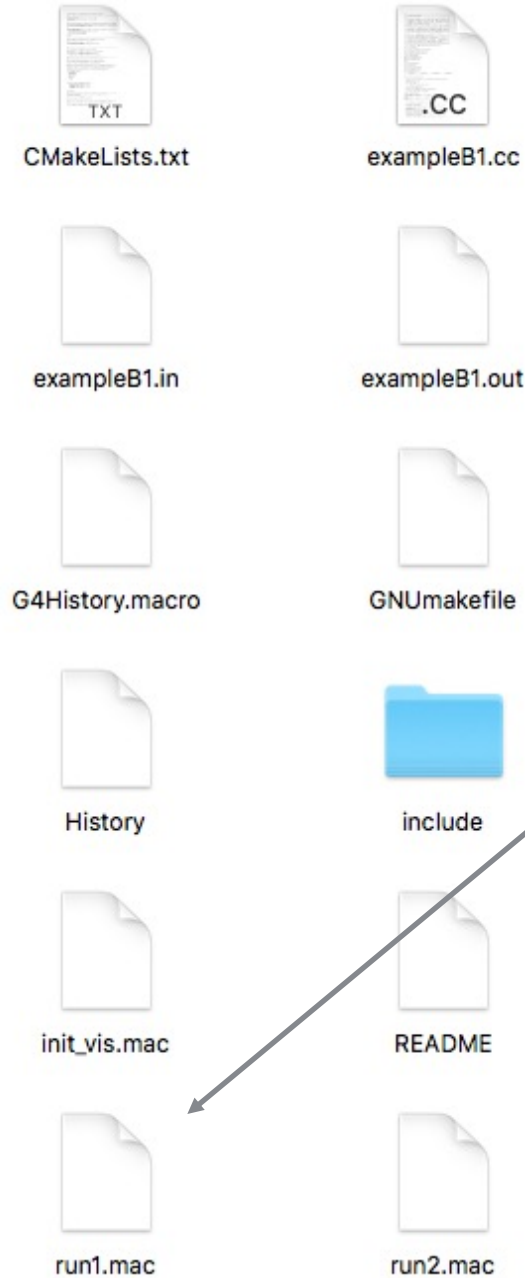 TXT
.CC
CMakeLists.txt
exampleB1.cc
exampleB1.in
exampleB1.out
G4History.macro
GNUmakefile
History
include
init_vis.mac
README
run1.mac
run2.mac